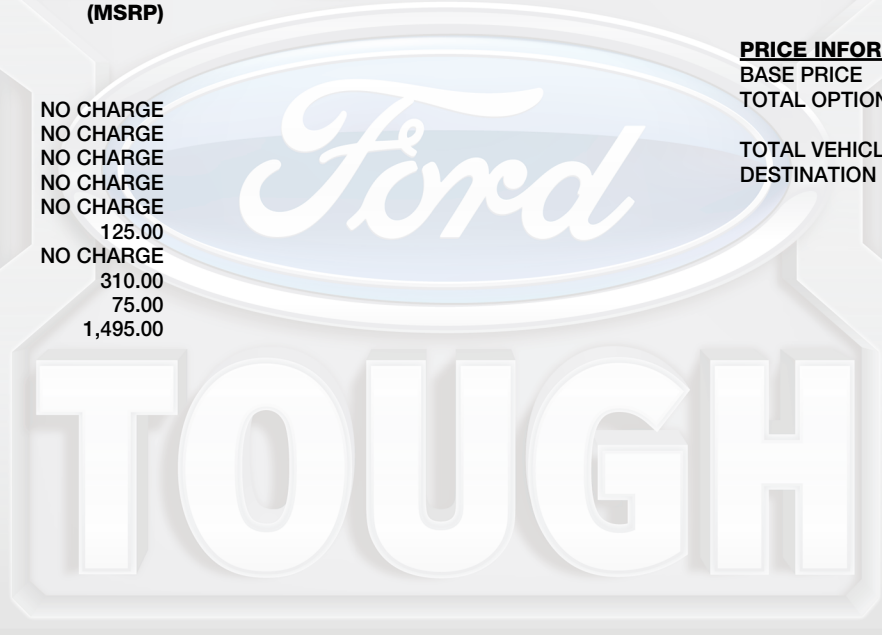 (MSRP)
NO CHARGE
NO CHARGE
NO CHARGE
NO CHARGE
NO CHARGE
125.00
NO CHARGE
310.00
75.00
1,495.00
PRICE INFOR
BASE PRICE
TOTAL OPTION
TOTAL VEHICL
DESTINATION
Ford
TOUGH